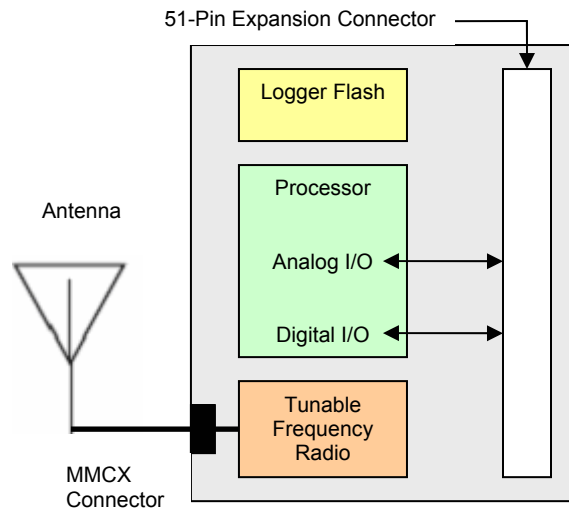 51-Pin Expansion Connector
Logger Flash
Processor
Antenna
Analog I/O
Digital I/O
Tunable
Frequency
Radio
MMCX
Connector